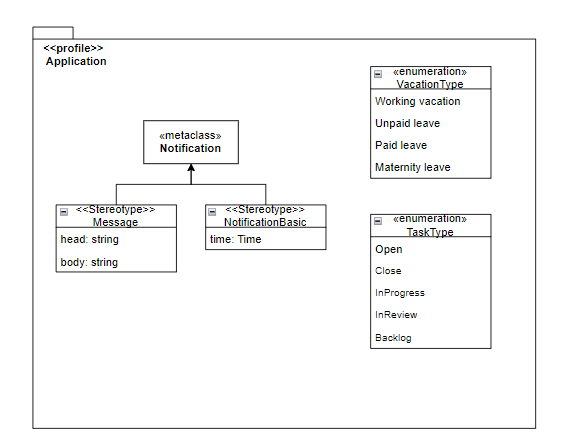 <<profile>>
Application
«metaclass»
Notification
<<Stereotype>>
Message
head: string
body: string
<<Stereotype>>
NotificationBasic
time: Time
«enumeration»
VacationType
Working vacation
Unpaid leave
Paid leave
Maternity leave
«enumeration»
TaskType
Open
Close
InProgress
InReview
Backlog